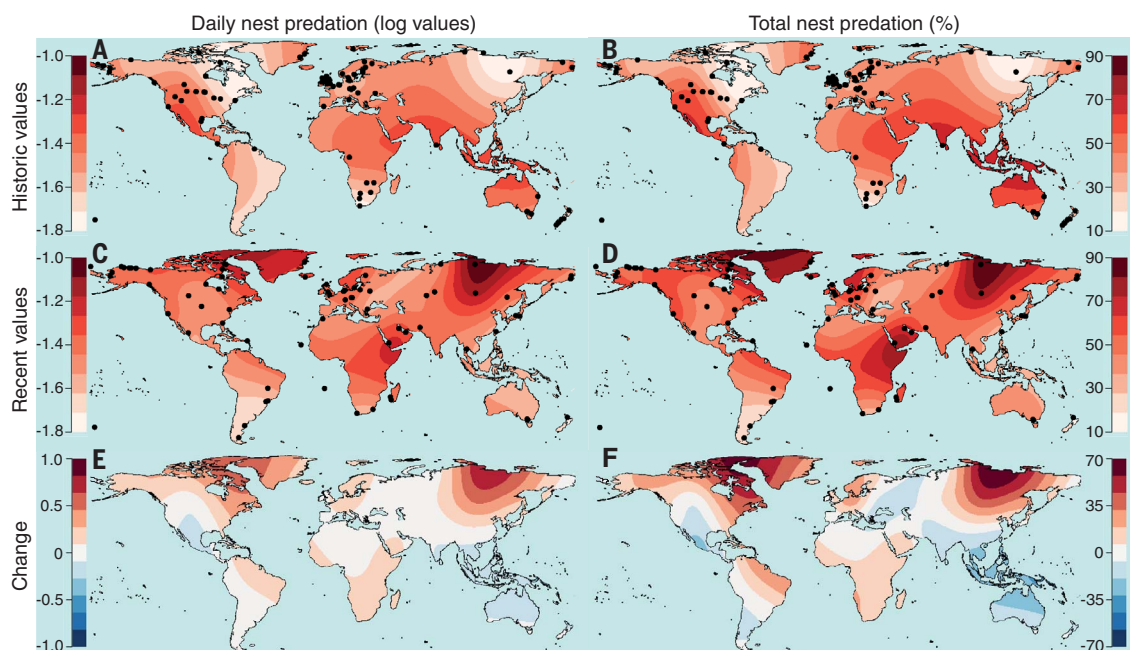 Daily nest predation (log values)
Total nest predation (%)
Historic values
A
-1.0
-1.2
-1.4
-1.6
-1.8
B
90
70
50
30
10
Recent values
C
-1.0
-1.2
-1.4
-1.6
-1.8
D
90
70
50
30
10
Change
E
1.0
0.5
0
-0.5
-1.0
F
70
35
0
-35
-70